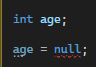 int age;
age = null;